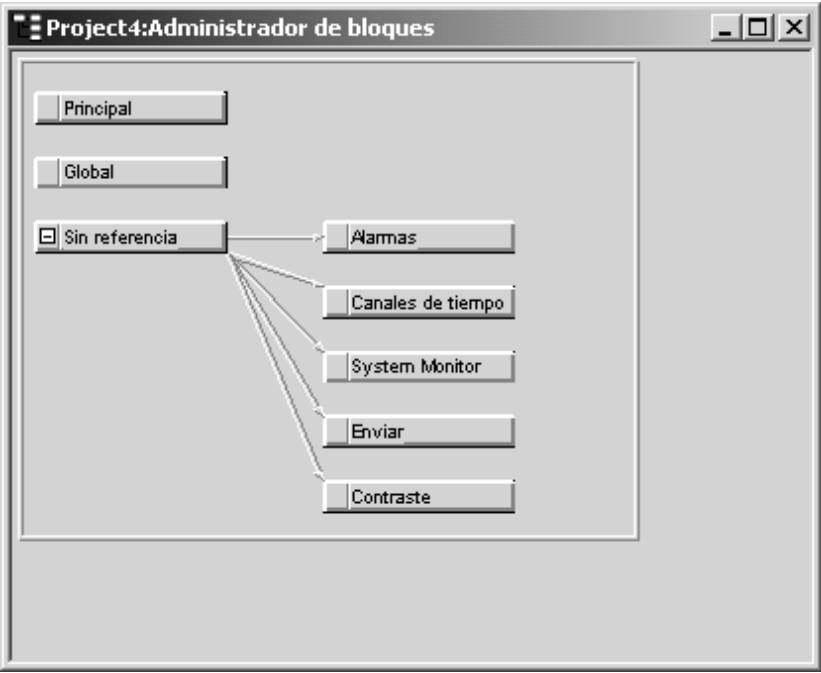 Project4:Administrador de bloques
Principal
Global
Sin referencia
Alarmas
Canales de tiempo
System Monitor
Enviar
Contraste